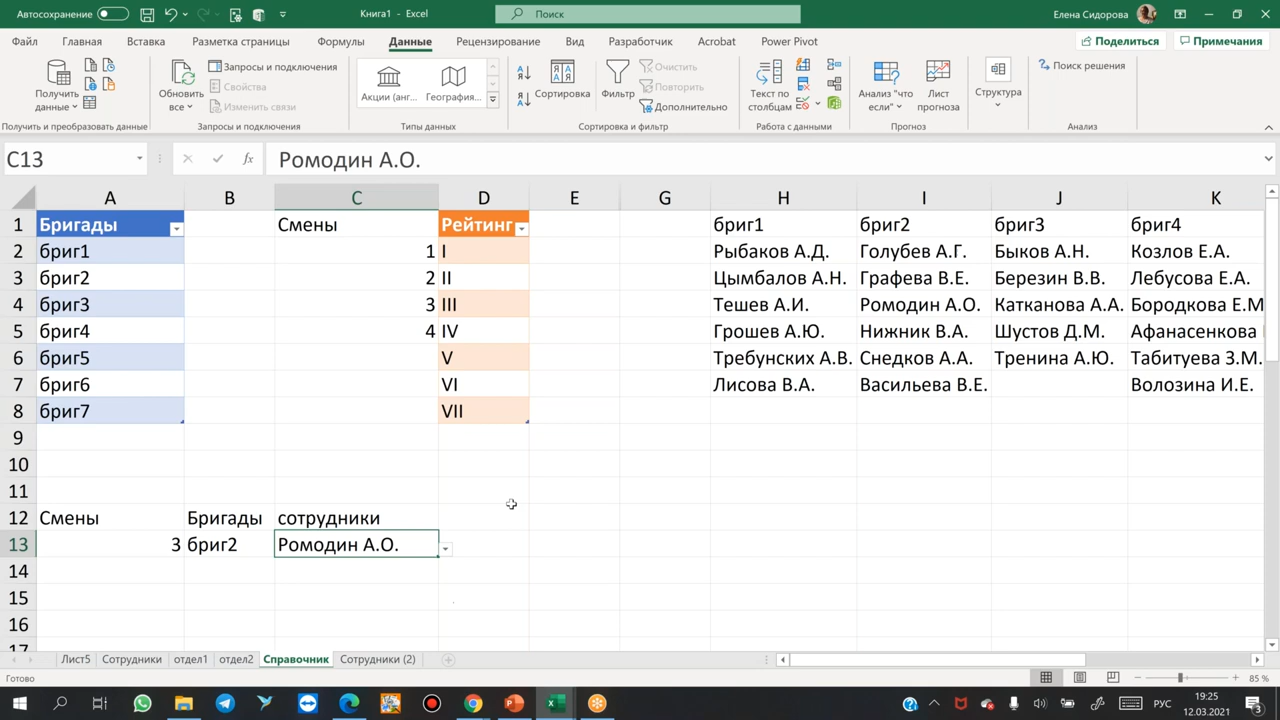 Автосохранение
Книга1 - Excel
Поиск
Елена Сидорова
Файл Главная Вставка Разметка страницы Формулы Данные Рецензирование Вид Разработчик Acrobat Power Pivot
Поделиться Примечания
Получить данные
Обновить все
Запросы и подключения
Свойства
Изменить связи
Акции (анг... География...
Сортировка
Фильтр
Очистить
Повторить
Дополнительно
Текст по столбцам
Анализ "что если"
Лист прогноза
Структура
Поиск решения
Получить и преобразовать данные Запросы и подключения Типы данных Сортировка и фильтр Работа с данными Прогноз Анализ
C13 fx Ромодин А.О.
A B C D E G H I J K
1 Бригады Смены Рейтинг бриг1 бриг2 бриг3 бриг4
2 бриг1 1 I Рыбаков А.Д. Голубев А.Г. Быков А.Н. Козлов Е.А.
3 бриг2 2 II Цымбалов А.Н. Графева В.Е. Березин В.В. Лебусова Е.А.
4 бриг3 3 III Тешев А.И. Ромодин А.О. Катканова А.А. Бородкова Е.М
5 бриг4 4 IV Грошев А.Ю. Нижник В.А. Шустов Д.М. Афанасенкова
6 бриг5 V Требунских А.В. Снедков А.А. Тренина А.Ю. Табитуева З.М.
7 бриг6 VI Лисова В.А. Васильева В.Е. Волозина И.Е.
8 бриг7 VII
9
10
11
12 Смены Бригады сотрудники
13 3 бриг2 Ромодин А.О.
14
15
16
17
Лист5 Сотрудники отдел1 отдел2 Справочник Сотрудники (2)
Готово
85 %
РУС
19:25
12.03.2021